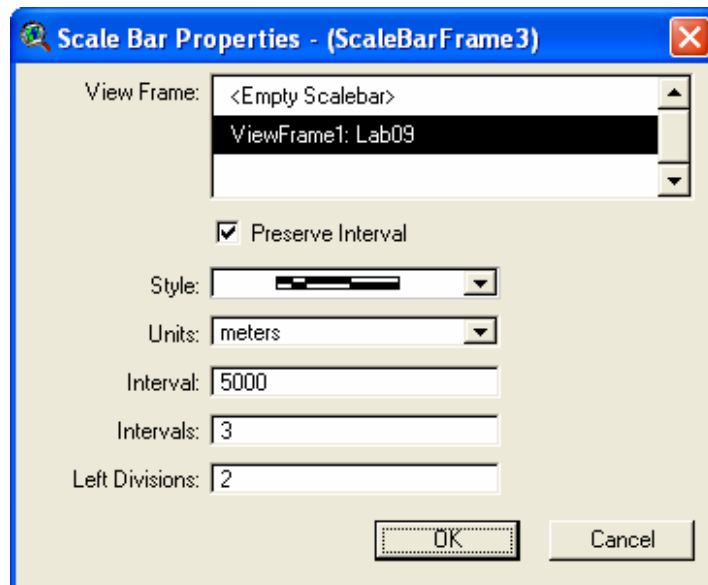 Scale Bar Properties - (ScaleBarFrame3)
View Frame:
<Empty Scalebar>
ViewFrame1: Lab09
Preserve Interval
Style:
Units: meters
Interval: 5000
Intervals: 3
Left Divisions: 2
OK Cancel